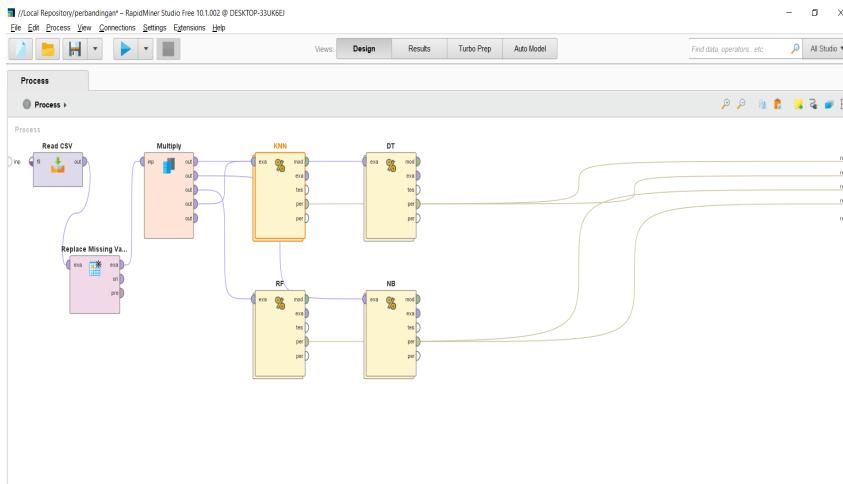 //Local Repository/perbandingan* – RapidMiner Studio Free 10.1.002 @ DESKTOP-33UK6EJ
File Edit Process View Connections Settings Extensions Help
Views: Design Results Turbo Prep Auto Model Find data, operators...etc All Studio
Process
Process
Process
Read CSV Multiply KNN DT
inp fil out inp out exa mod exa mod
out exa exa
out tes tes
out per per
out per per
Replace Missing Va...
exa exa
ori
pre
RF NB
exa mod exa mod
exa exa
tes tes
per per
per per